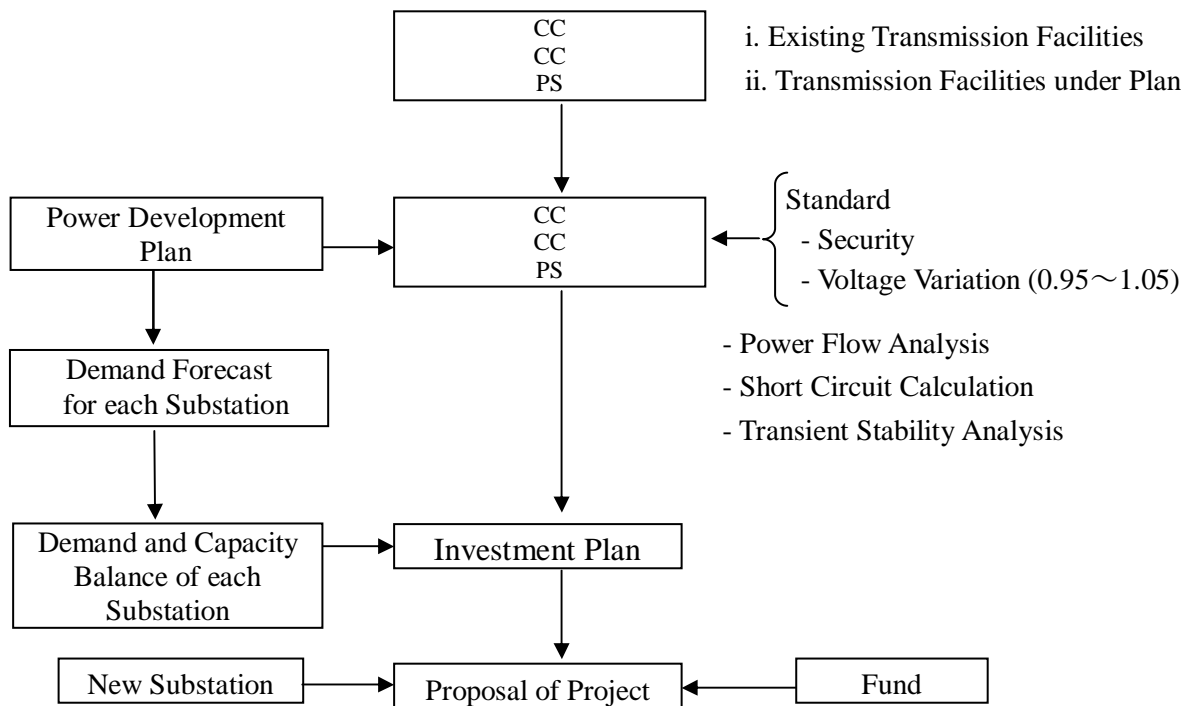 CC
CC
PS
i. Existing Transmission Facilities
ii. Transmission Facilities under Plan
Power Development
Plan
CC
CC
PS
Standard
- Security
- Voltage Variation (0.95～1.05)
- Power Flow Analysis
- Short Circuit Calculation
- Transient Stability Analysis
Demand Forecast
for each Substation
Demand and Capacity
Balance of each
Substation
Investment Plan
New Substation
Proposal of Project
Fund